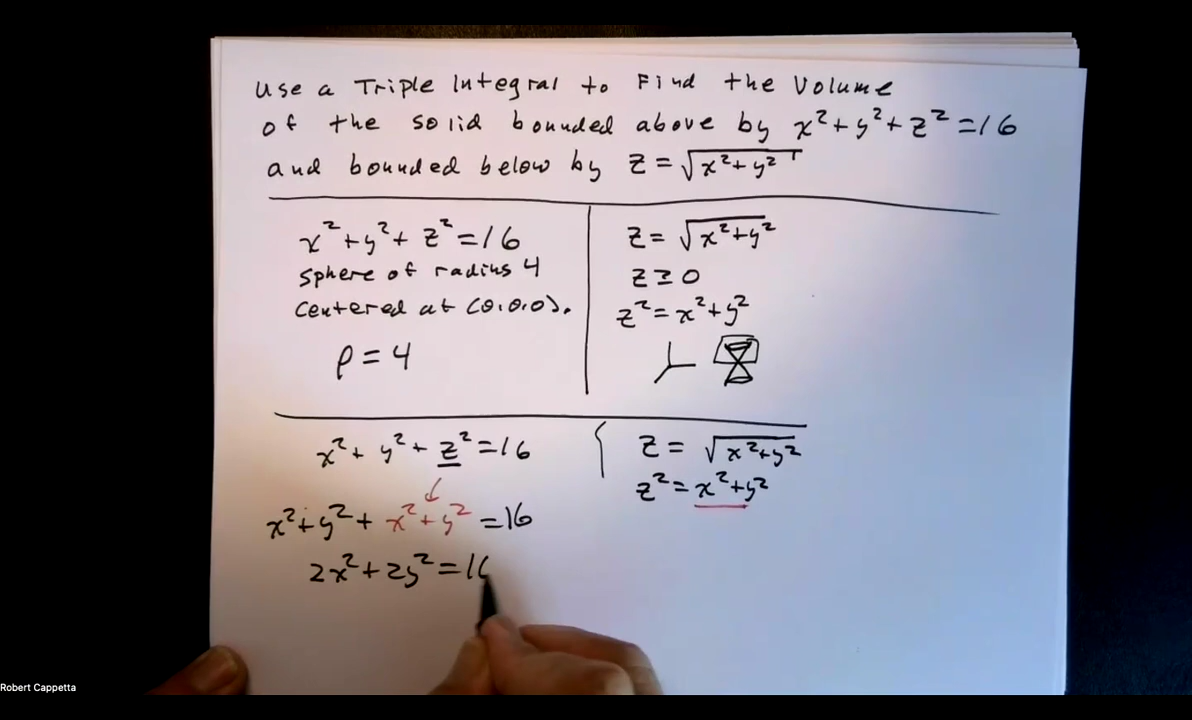 Use a Triple Integral to Find the Volume
of the solid bounded above by x²+y²+z²=16
and bounded below by z=√x²+y²
x²+y²+z²=16
Sphere of radius 4
Centered at (0,0,0).
ρ=4
z=√x²+y²
z≥0
z²=x²+y²
x²+y²+z²=16
x²+y²+x²+y²=16
2x²+2y²=16
z=√x²+y²
z²=x²+y²
Robert Cappetta